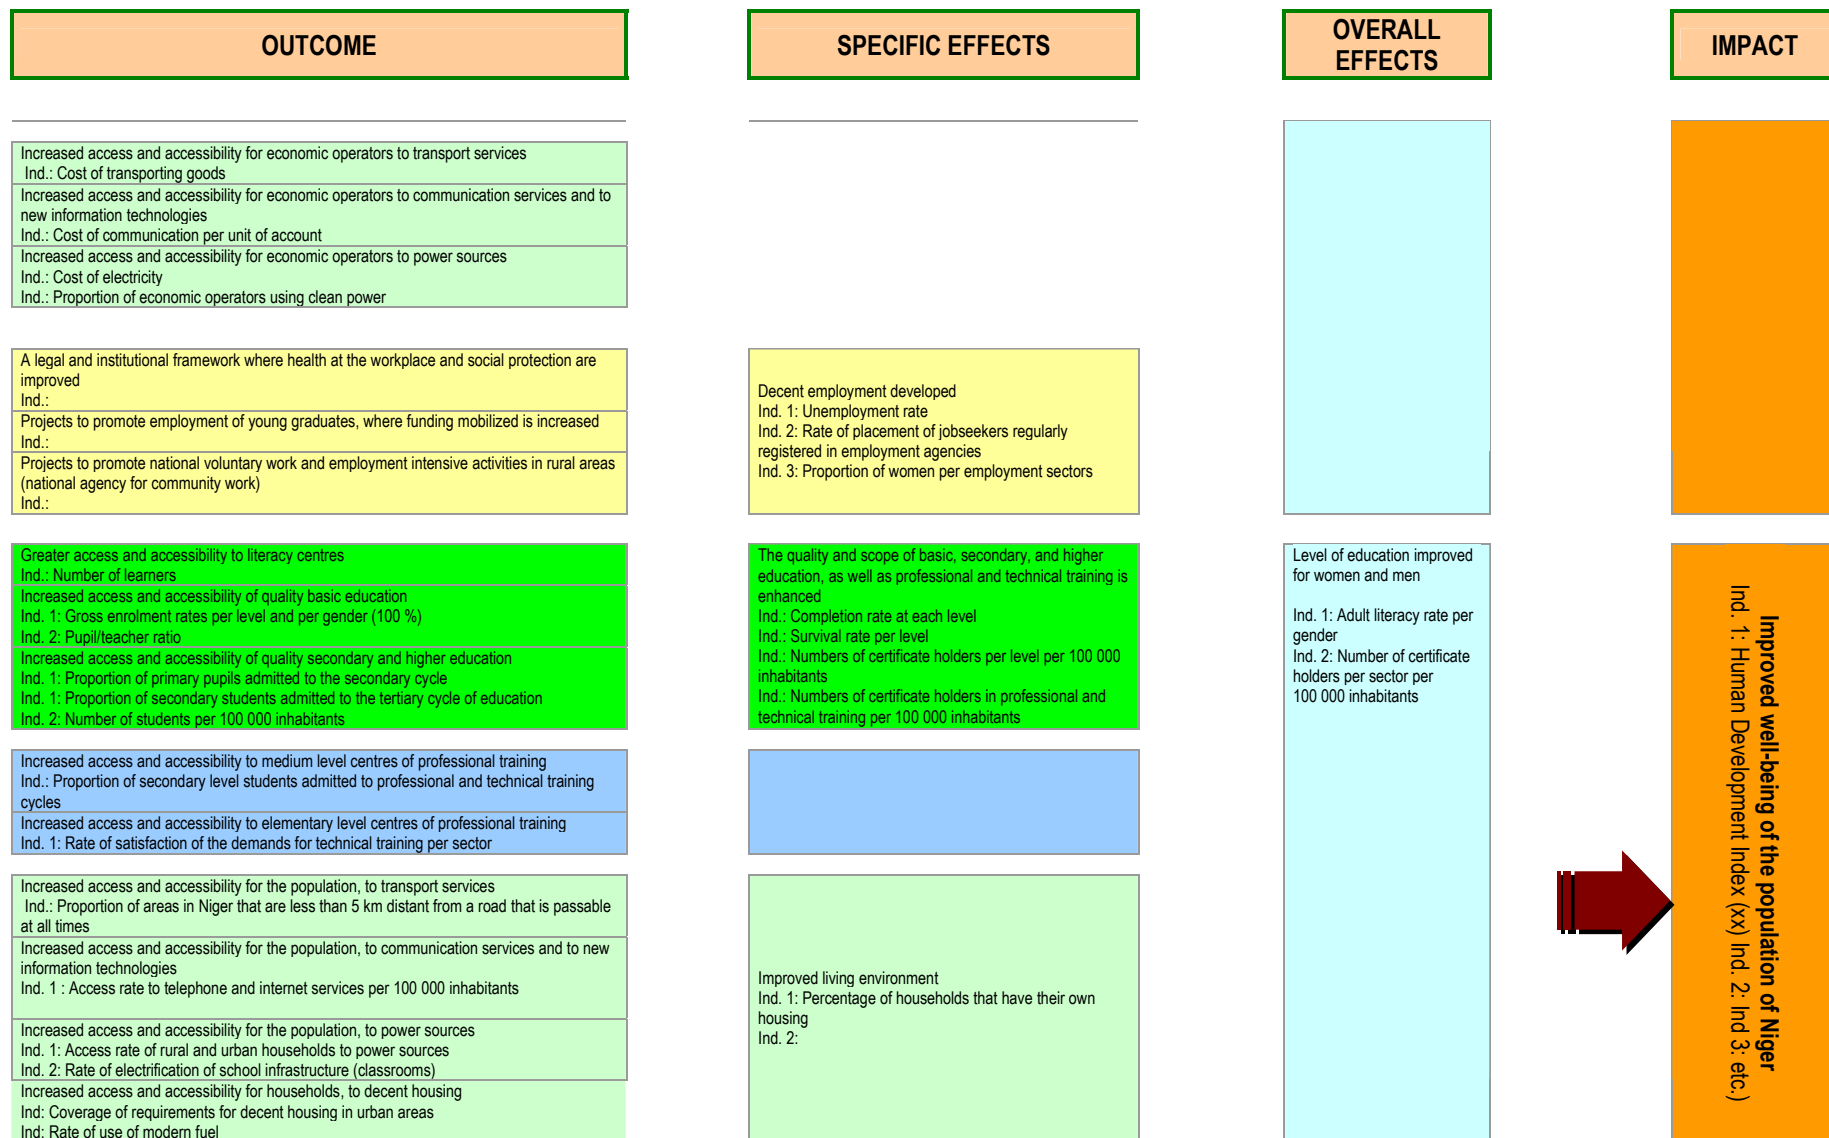 OUTCOME
SPECIFIC EFFECTS
OVERALL
EFFECTS
IMPACT
Increased access and accessibility for economic operators to transport services
Ind.: Cost of transporting goods
Increased access and accessibility for economic operators to communication services and to
new information technologies
Ind.: Cost of communication per unit of account
Increased access and accessibility for economic operators to power sources
Ind.: Cost of electricity
Ind.: Proportion of economic operators using clean power
A legal and institutional framework where health at the workplace and social protection are
improved
Ind.:
Projects to promote employment of young graduates, where funding mobilized is increased
Ind.:
Projects to promote national voluntary work and employment intensive activities in rural areas
(national agency for community work)
Ind.:
Decent employment developed
Ind. 1: Unemployment rate
Ind. 2: Rate of placement of jobseekers regularly
registered in employment agencies
Ind. 3: Proportion of women per employment sectors
Greater access and accessibility to literacy centres
Ind.: Number of learners
Increased access and accessibility of quality basic education
Ind. 1: Gross enrolment rates per level and per gender (100 %)
Ind. 2: Pupil/teacher ratio
Increased access and accessibility of quality secondary and higher education
Ind. 1: Proportion of primary pupils admitted to the secondary cycle
Ind. 1: Proportion of secondary students admitted to the tertiary cycle of education
Ind. 2: Number of students per 100 000 inhabitants
The quality and scope of basic, secondary, and higher
education, as well as professional and technical training is
enhanced
Ind.: Completion rate at each level
Ind.: Survival rate per level
Ind.: Numbers of certificate holders per level per 100 000
inhabitants
Ind.: Numbers of certificate holders in professional and
technical training per 100 000 inhabitants
Level of education improved
for women and men
Ind. 1: Adult literacy rate per
gender
Ind. 2: Number of certificate
holders per sector per
100 000 inhabitants
Increased access and accessibility to medium level centres of professional training
Ind.: Proportion of secondary level students admitted to professional and technical training
cycles
Increased access and accessibility to elementary level centres of professional training
Ind. 1: Rate of satisfaction of the demands for technical training per sector
Increased access and accessibility for the population, to transport services
Ind.: Proportion of areas in Niger that are less than 5 km distant from a road that is passable
at all times
Increased access and accessibility for the population, to communication services and to new
information technologies
Ind. 1 : Access rate to telephone and internet services per 100 000 inhabitants
Increased access and accessibility for the population, to power sources
Ind. 1: Access rate of rural and urban households to power sources
Ind. 2: Rate of electrification of school infrastructure (classrooms)
Increased access and accessibility for households, to decent housing
Ind: Coverage of requirements for decent housing in urban areas
Ind: Rate of use of modern fuel
Improved living environment
Ind. 1: Percentage of households that have their own
housing
Ind. 2:
Improved well-being of the population of Niger
Ind. 1: Human Development Index (xx) Ind. 2: Ind 3: etc.)